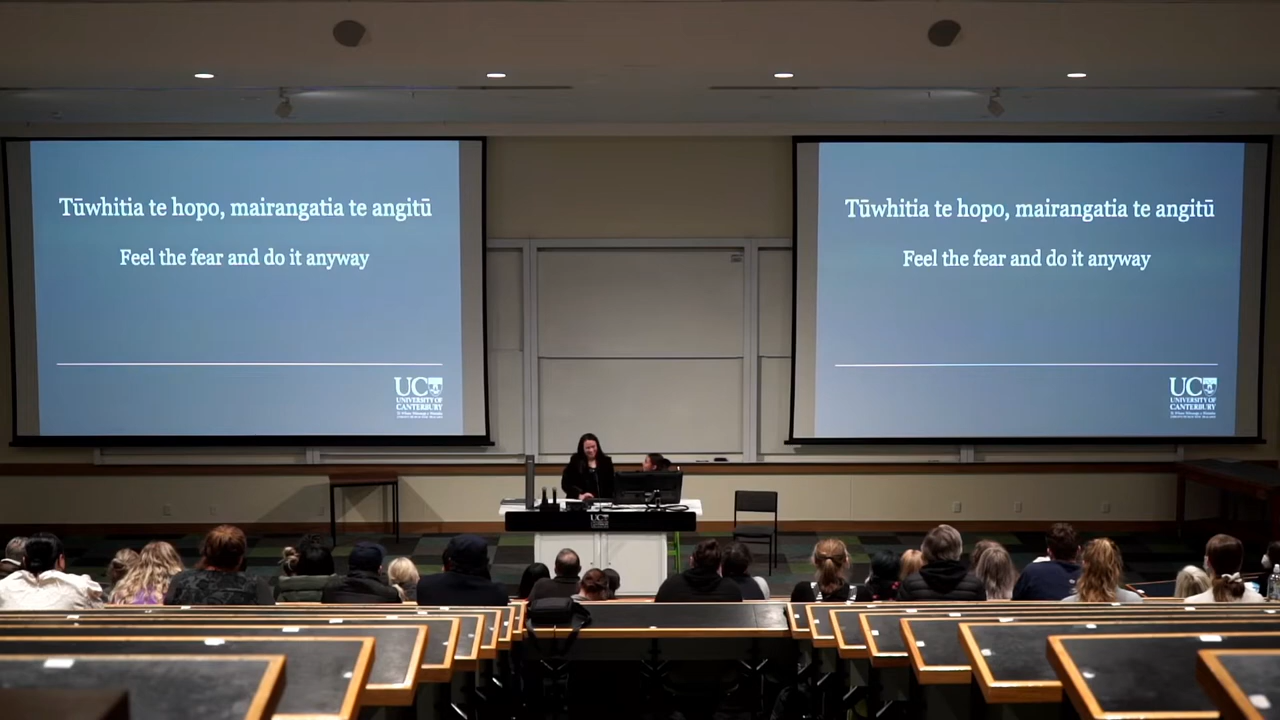 Tūwhitia te hopo, mairangatia te angitū
Feel the fear and do it anyway
UC
UNIVERSITY OF
CANTERBURY
Tūwhitia te hopo, mairangatia te angitū
Feel the fear and do it anyway
UC
UNIVERSITY OF
CANTERBURY
UC